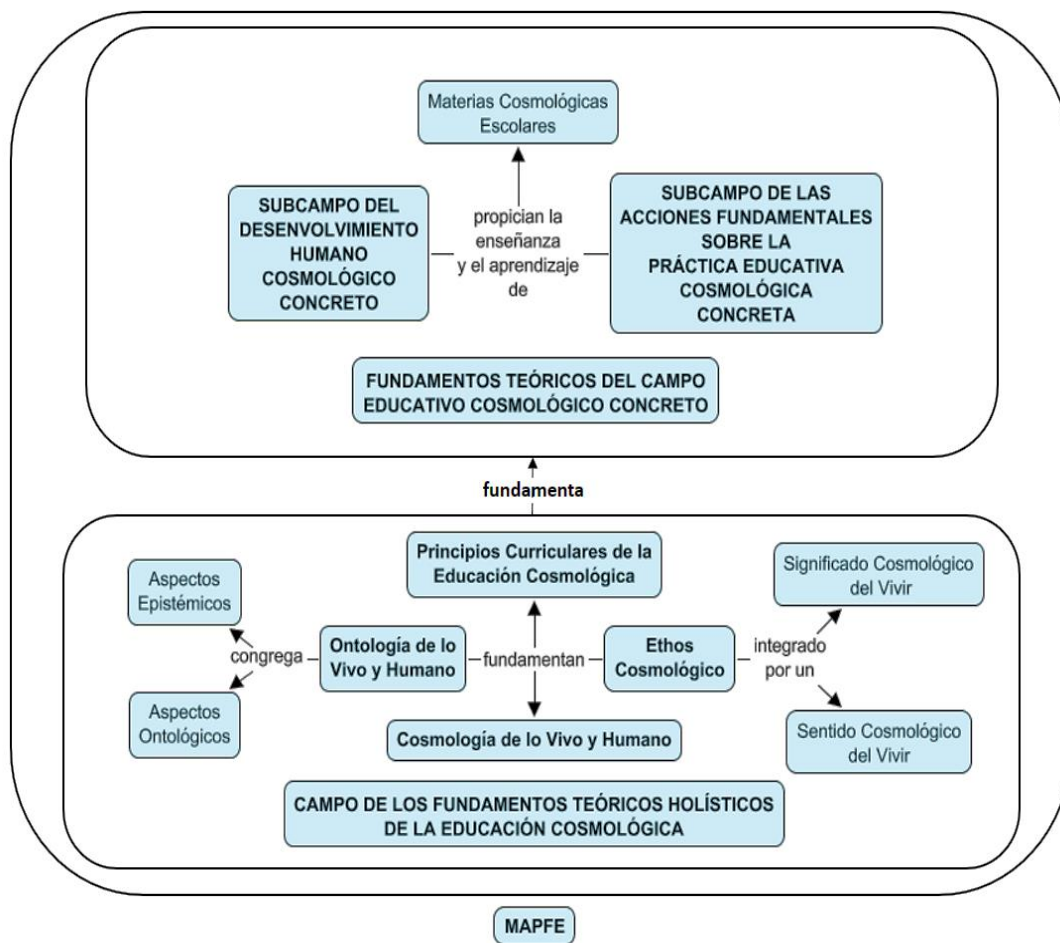 Materias Cosmológicas
Escolares
SUBCAMPO DEL
DESENVOLVIMIENTO
HUMANO
COSMOLÓGICO
CONCRETO
propician la
enseñanza
y el aprendizaje
de
SUBCAMPO DE LAS
ACCIONES FUNDAMENTALES
SOBRE LA
PRÁCTICA EDUCATIVA
COSMOLÓGICA
CONCRETA
FUNDAMENTOS TEÓRICOS DEL CAMPO
EDUCATIVO COSMOLÓGICO CONCRETO
fundamenta
Principios Curriculares de la
Educación Cosmológica
Aspectos
Epistémicos
congrega
Aspectos
Ontológicos
Ontología de lo
Vivo y Humano
fundamentan
Ethos
Cosmológico
integrado
por un
Significado Cosmológico
del Vivir
Sentido Cosmológico
del Vivir
Cosmología de lo Vivo y Humano
CAMPO DE LOS FUNDAMENTOS TEÓRICOS HOLÍSTICOS
DE LA EDUCACIÓN COSMOLÓGICA
MAPFE